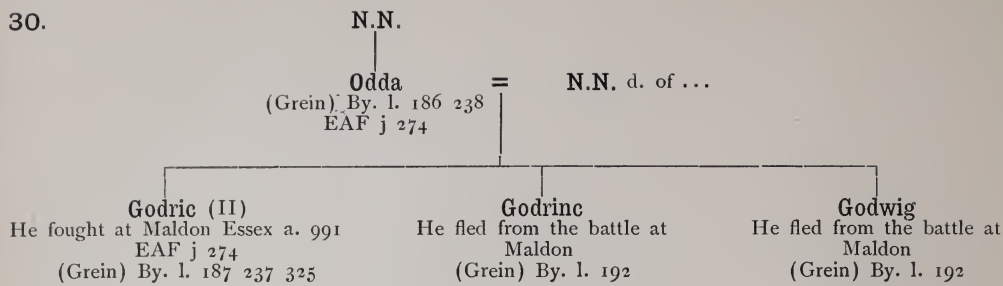 30.
N.N.
Odda = N.N. d. of ...
(Grein) By. l. 186 238
EAF j 274
Godric (II)
He fought at Maldon Essex a. 991
EAF j 274
(Grein) By. l. 187 237 325
Godrinc
He fled from the battle at
Maldon
(Grein) By. l. 192
Godwig
He fled from the battle at
Maldon
(Grein) By. l. 192